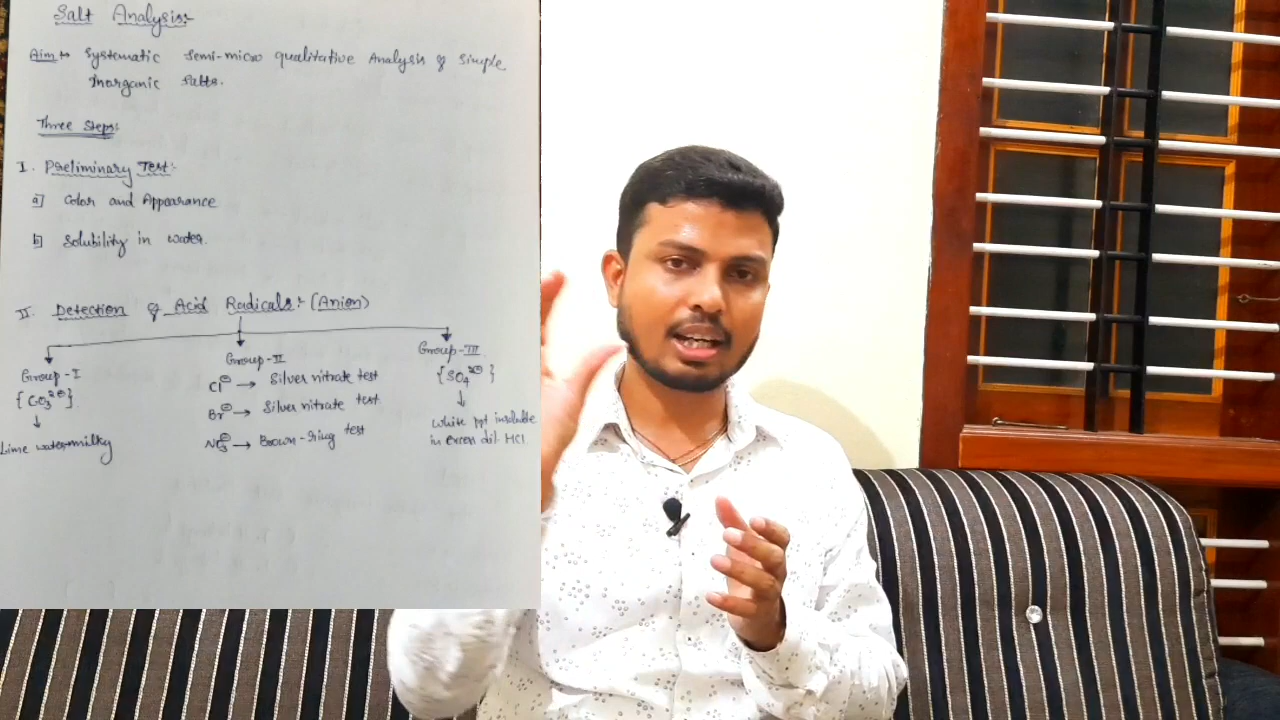 Salt Analysis:-
Aim:- Systematic semi-micro qualitative Analysis of simple
Inorganic salts.
Three Steps:
I. Preliminary Test:-
a] Color and Appearance
b] Solubility in water.
II. Detection of Acid Radicals:- (Anion)
Group-I
{CO₃²⊖}
↓
Lime water→milky
Group-II
Cl⊖ → Silver nitrate test
Br⊖ → Silver nitrate test
NO₃⊖ → Brown-ring test
Group-III
{SO₄²⊖}
↓
White ppt insoluble
in excess dil. HCl.